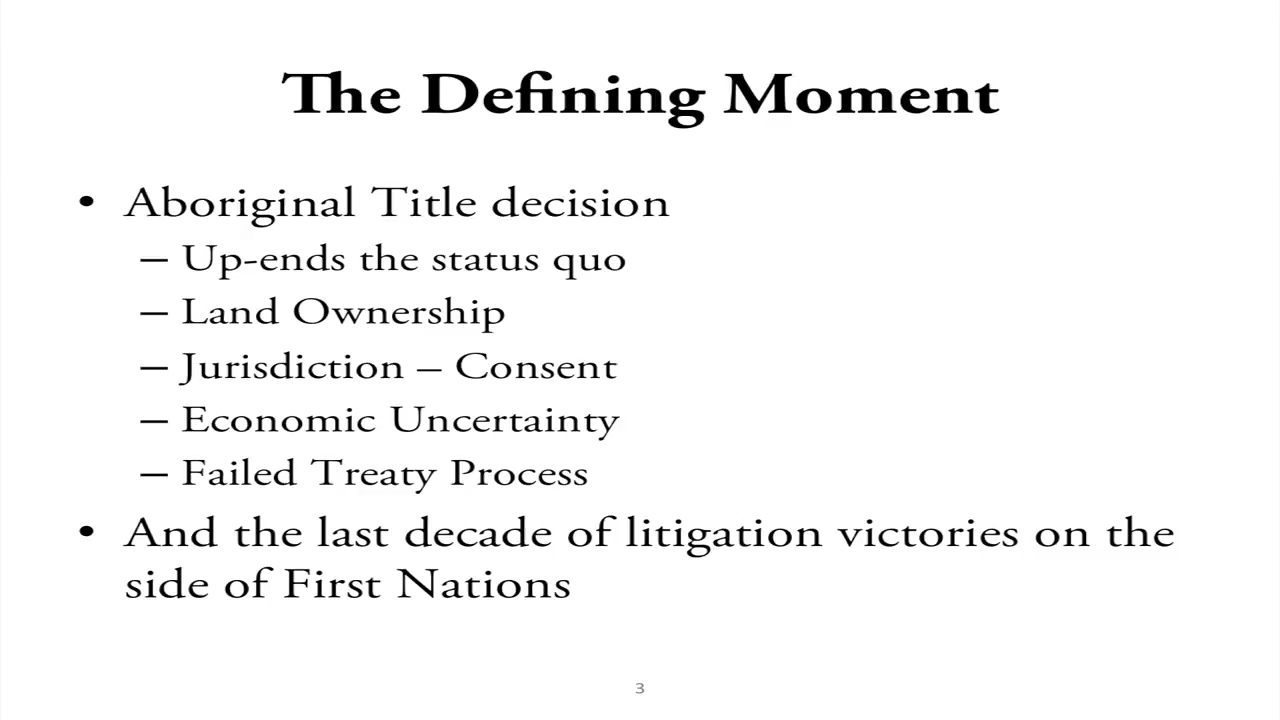 The Defining Moment
• Aboriginal Title decision
– Up-ends the status quo
– Land Ownership
– Jurisdiction – Consent
– Economic Uncertainty
– Failed Treaty Process
• And the last decade of litigation victories on the
side of First Nations
3